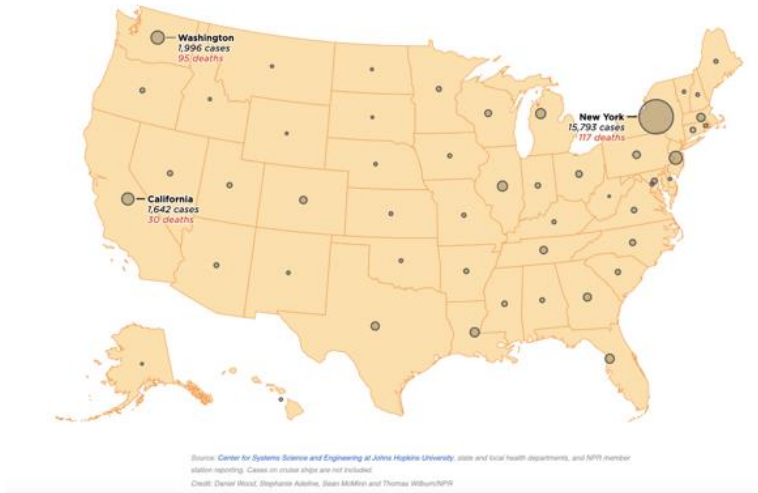 Washington
1,996 cases
95 deaths
New York
15,793 cases
117 deaths
California
1,642 cases
30 deaths
Source: Center for Systems Science and Engineering at Johns Hopkins University, state and local health departments, and NPR member
station reporting. Cases on cruise ships are not included.
Credit: Daniel Wood, Stephanie Adeline, Sean McMinn and Thomas Wilburn/NPR